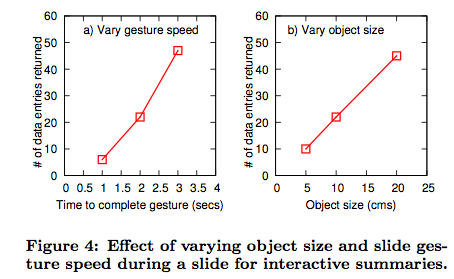 a) Vary gesture speed
60
50
40
30
20
10
0
# of data entries returned
0 0.5 1 1.5 2 2.5 3 3.5 4
Time to complete gesture (secs)
b) Vary object size
60
50
40
30
20
10
0
# of data entries returned
0 5 10 15 20 25
Object size (cms)
Figure 4: Effect of varying object size and slide ges-
ture speed during a slide for interactive summaries.